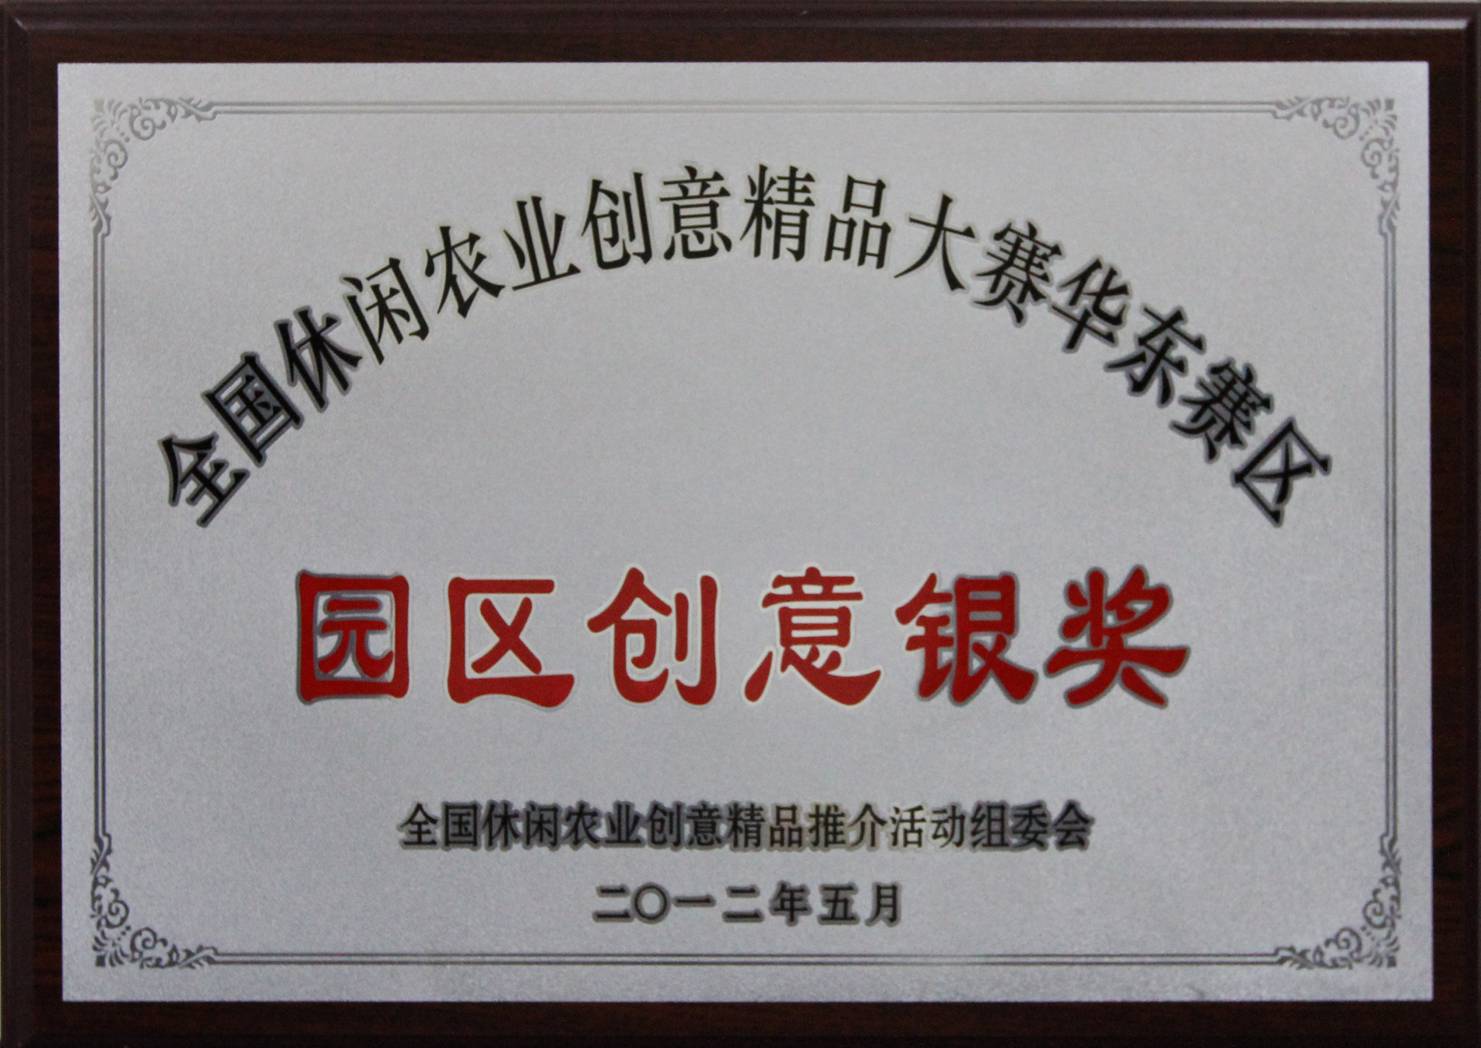 全国休闲农业创意精品大赛华东赛区
园区创意银奖
全国休闲农业创意精品推介活动组委会
二〇一二年五月